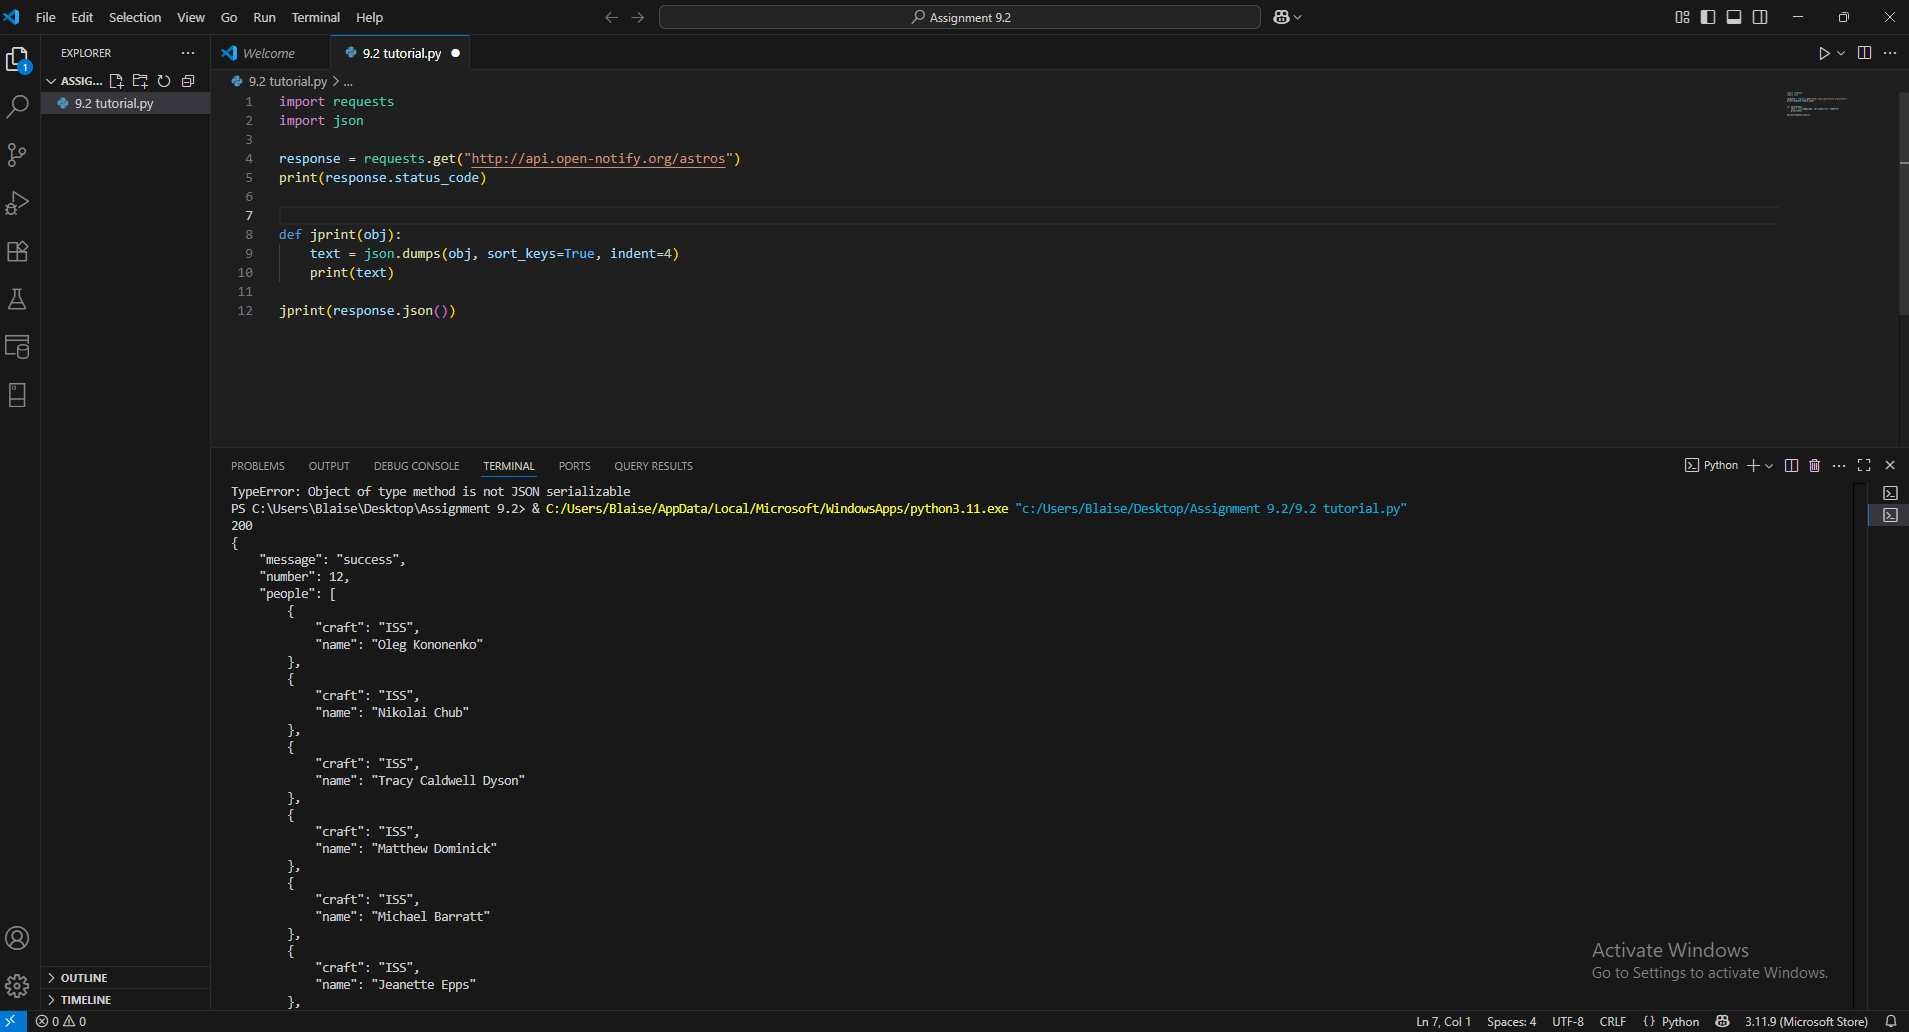 File Edit Selection View Go Run Terminal Help
Assignment 9.2
EXPLORER
ASSIG...
9.2 tutorial.py
OUTLINE
TIMELINE
1
Welcome
9.2 tutorial.py
9.2 tutorial.py > ...
1 import requests
2 import json
3
4 response = requests.get("http://api.open-notify.org/astros")
5 print(response.status_code)
6
7
8 def jprint(obj):
9 text = json.dumps(obj, sort_keys=True, indent=4)
10 print(text)
11
12 jprint(response.json())
PROBLEMS OUTPUT DEBUG CONSOLE TERMINAL PORTS QUERY RESULTS
Python
TypeError: Object of type method is not JSON serializable
PS C:\Users\Blaise\Desktop\Assignment 9.2> & C:/Users/Blaise/AppData/Local/Microsoft/WindowsApps/python3.11.exe "c:/Users/Blaise/Desktop/Assignment 9.2/9.2 tutorial.py"
200
{
"message": "success",
"number": 12,
"people": [
{
"craft": "ISS",
"name": "Oleg Kononenko"
},
{
"craft": "ISS",
"name": "Nikolai Chub"
},
{
"craft": "ISS",
"name": "Tracy Caldwell Dyson"
},
{
"craft": "ISS",
"name": "Matthew Dominick"
},
{
"craft": "ISS",
"name": "Michael Barratt"
},
{
"craft": "ISS",
"name": "Jeanette Epps"
},
Activate Windows
Go to Settings to activate Windows.
0 0
Ln 7, Col 1 Spaces: 4 UTF-8 CRLF {} Python 3.11.9 (Microsoft Store)